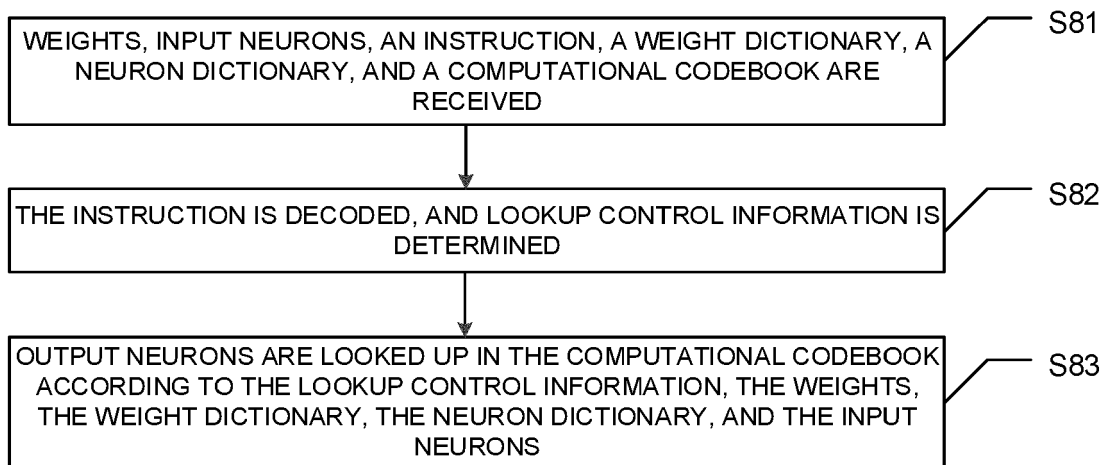 WEIGHTS, INPUT NEURONS, AN INSTRUCTION, A WEIGHT DICTIONARY, A
NEURON DICTIONARY, AND A COMPUTATIONAL CODEBOOK ARE
RECEIVED
S81
THE INSTRUCTION IS DECODED, AND LOOKUP CONTROL INFORMATION IS
DETERMINED
S82
OUTPUT NEURONS ARE LOOKED UP IN THE COMPUTATIONAL CODEBOOK
ACCORDING TO THE LOOKUP CONTROL INFORMATION, THE WEIGHTS,
THE WEIGHT DICTIONARY, THE NEURON DICTIONARY, AND THE INPUT
NEURONS
S83